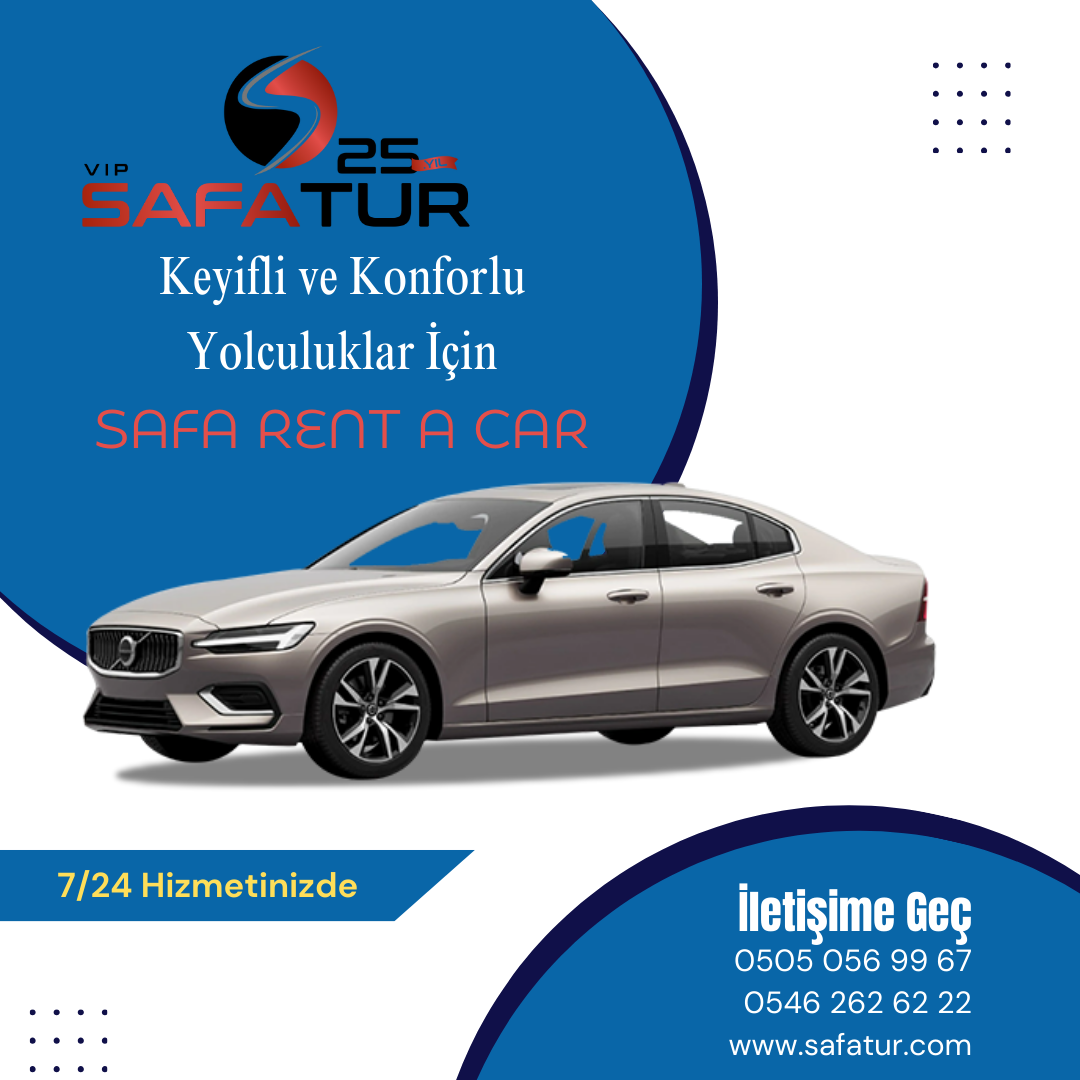 VIP
25 YIL
SAFATUR
Keyifli ve Konforlu
Yolculuklar İçin
SAFA RENT A CAR
7/24 Hizmetinizde
İletişime Geç
0505 056 99 67
0546 262 62 22
www.safatur.com